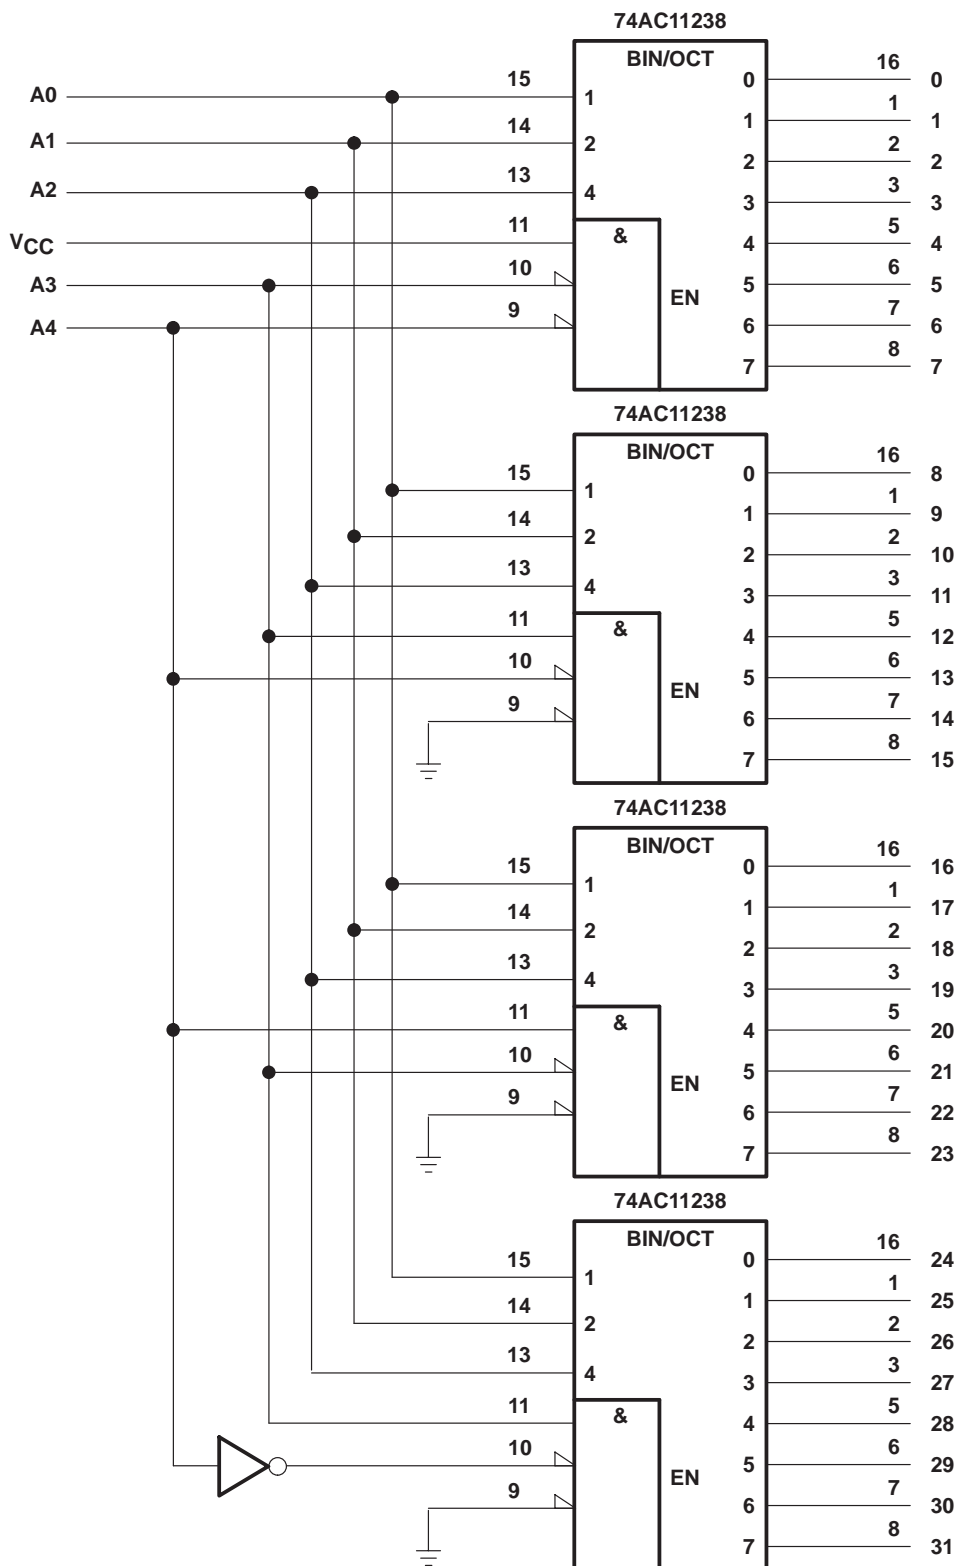 74AC11238
BIN/OCT
A0 15 1 0 16 0
A1 14 2 1 1 1
A2 13 4 2 2 2
3 3 3
VCC 11 & 4 5 4
A3 10 5 6 5
EN
A4 9 6 7 6
7 8 7
74AC11238
BIN/OCT
15 1 0 16 8
14 2 1 1 9
13 4 2 2 10
3 3 11
11 & 4 5 12
10 5 6 13
EN
9 6 7 14
7 8 15
74AC11238
BIN/OCT
15 1 0 16 16
14 2 1 1 17
13 4 2 2 18
3 3 19
11 & 4 5 20
10 5 6 21
EN
9 6 7 22
7 8 23
74AC11238
BIN/OCT
15 1 0 16 24
14 2 1 1 25
13 4 2 2 26
3 3 27
11 & 4 5 28
10 5 6 29
EN
9 6 7 30
7 8 31